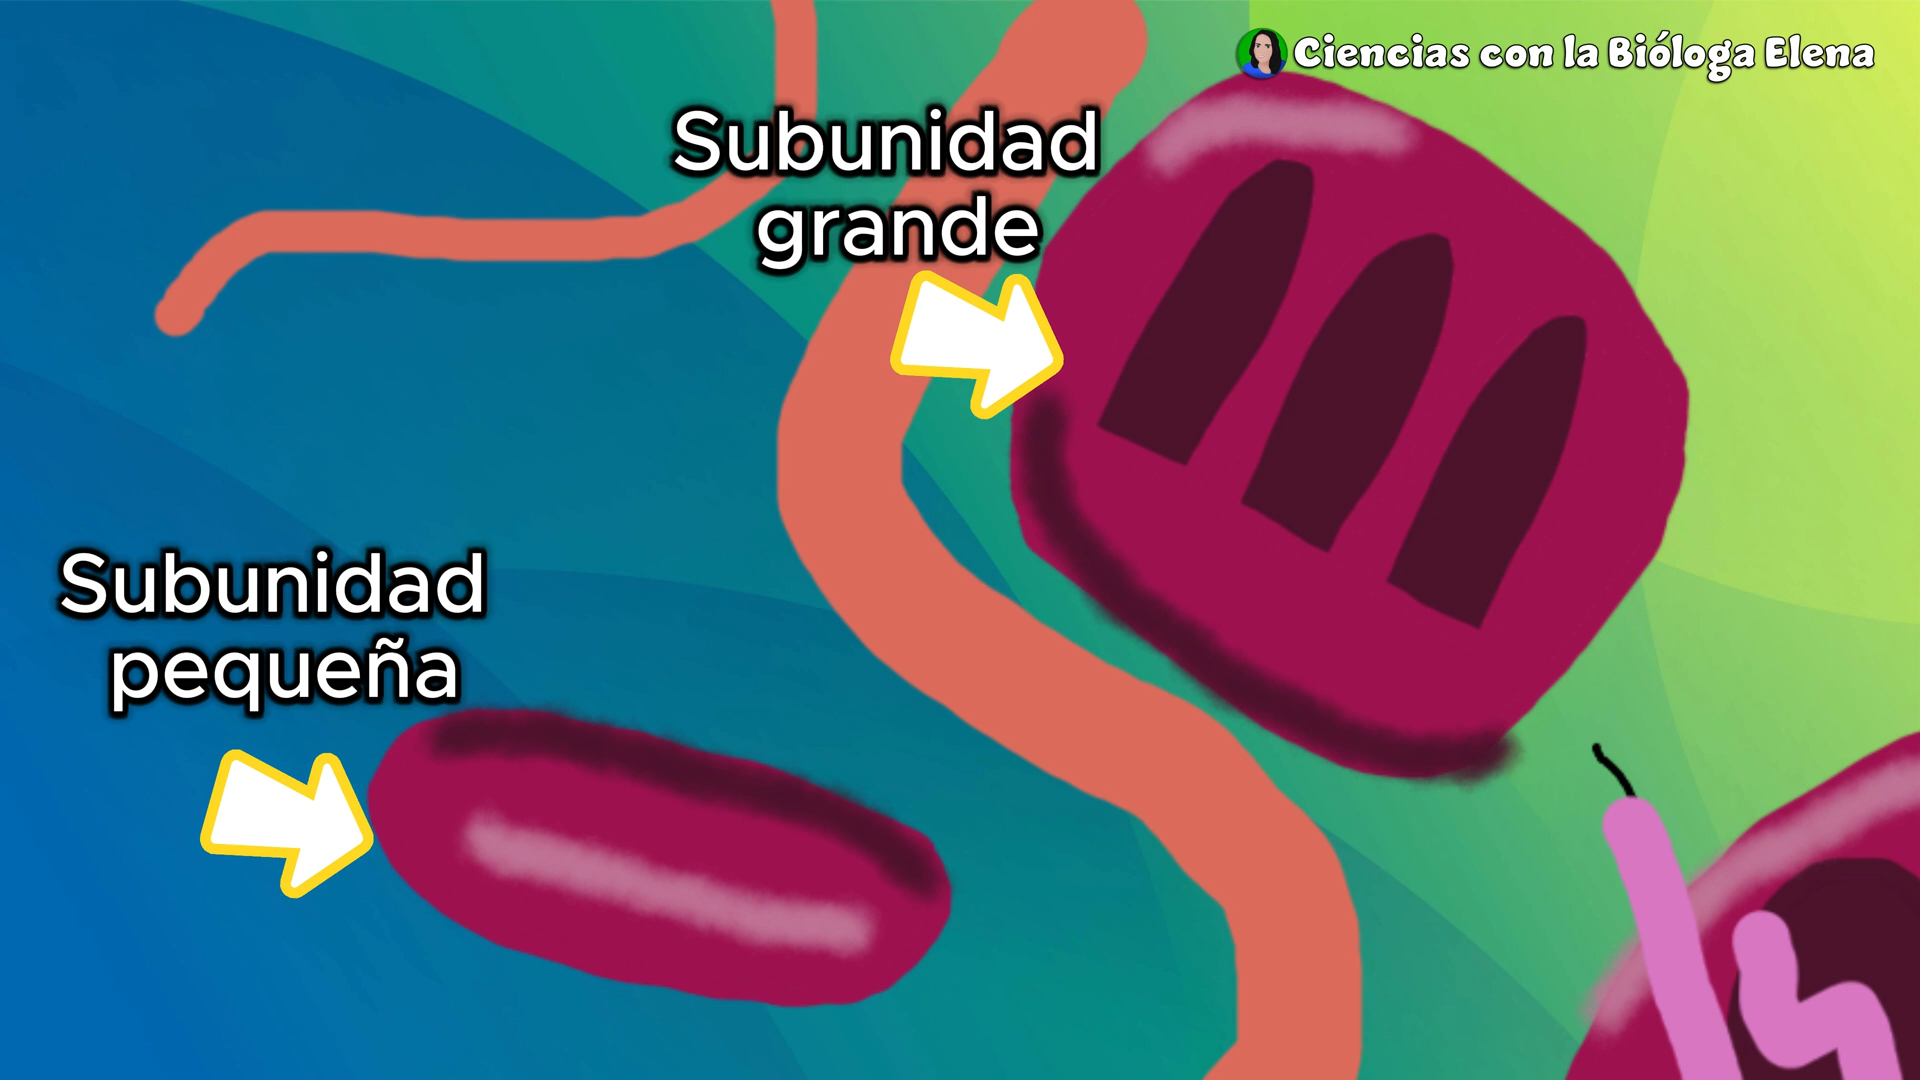 Ciencias con la Bióloga Elena
Subunidad
grande
Subunidad
pequeña